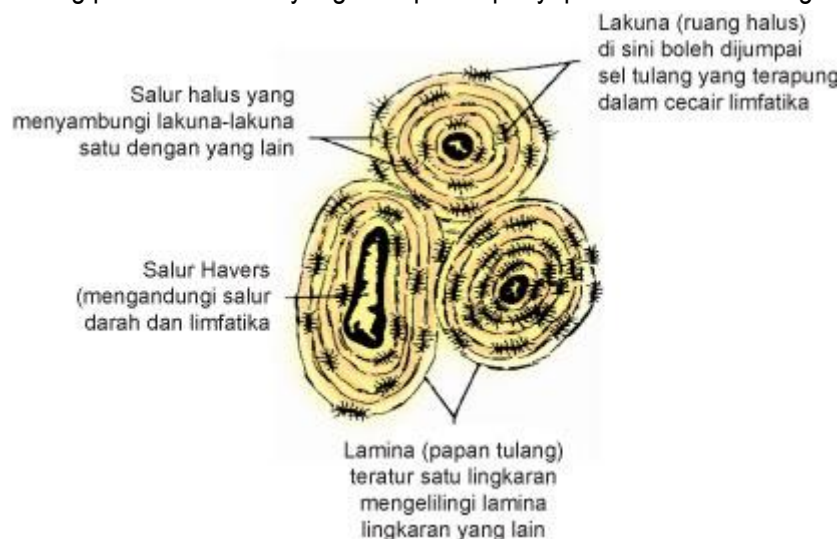 Lakuna (ruang halus)
di sini boleh dijumpai
sel tulang yang terapung
dalam cecair limfatika
Salur halus yang
menyambungi lakuna-lakuna
satu dengan yang lain
Salur Havers
(mengandungi salur
darah dan limfatika
Lamina (papan tulang)
teratur satu lingkaran
mengelilingi lamina
lingkaran yang lain